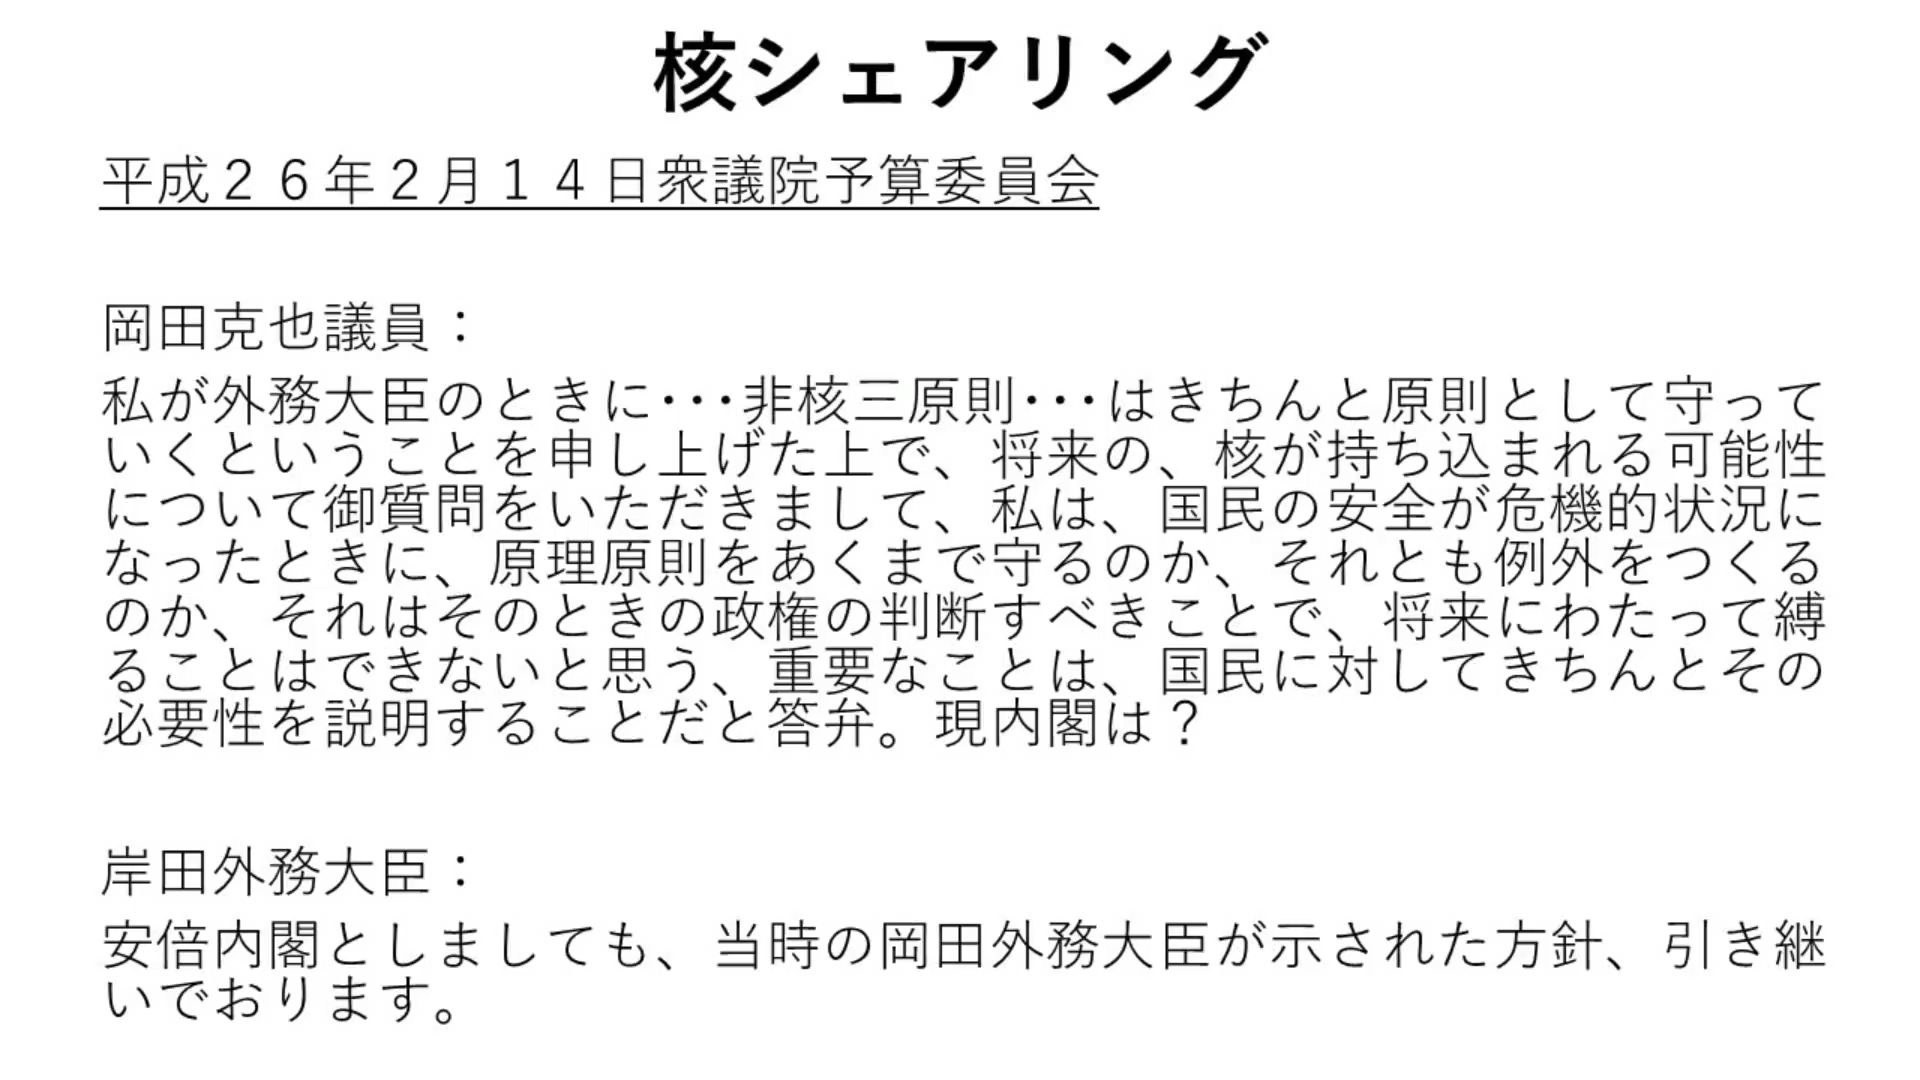 核シェアリング
平成２６年２月１４日衆議院予算委員会
岡田克也議員：
私が外務大臣のときに･･･非核三原則･･･はきちんと原則として守って
いくということを申し上げた上で、将来の、核が持ち込まれる可能性
について御質問をいただきまして、私は、国民の安全が危機的状況に
なったときに、原理原則をあくまで守るのか、それとも例外をつくる
のか、それはそのときの政権の判断すべきことで、将来にわたって縛
ることはできないと思う、重要なことは、国民に対してきちんとその
必要性を説明することだと答弁。現内閣は？
岸田外務大臣：
安倍内閣としましても、当時の岡田外務大臣が示された方針、引き継
いでおります。